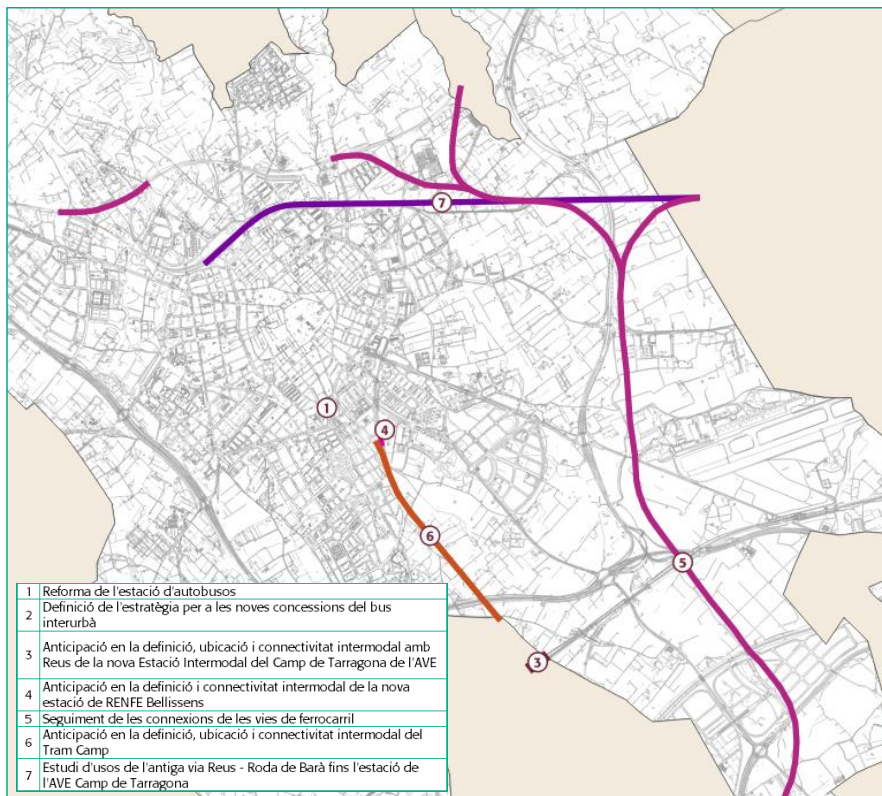 7
1
4
6
5
3
1 Reforma de l'estació d'autobusos
2 Definició de l'estratègia per a les noves concessions del bus
interurbà
3 Anticipació en la definició, ubicació i connectivitat intermodal amb
Reus de la nova Estació Intermodal del Camp de Tarragona de l'AVE
4 Anticipació en la definició i connectivitat intermodal de la nova
estació de RENFE Bellissens
5 Seguiment de les connexions de les vies de ferrocarril
6 Anticipació en la definició, ubicació i connectivitat intermodal del
Tram Camp
7 Estudi d'usos de l'antiga via Reus - Roda de Barà fins l'estació de
l'AVE Camp de Tarragona